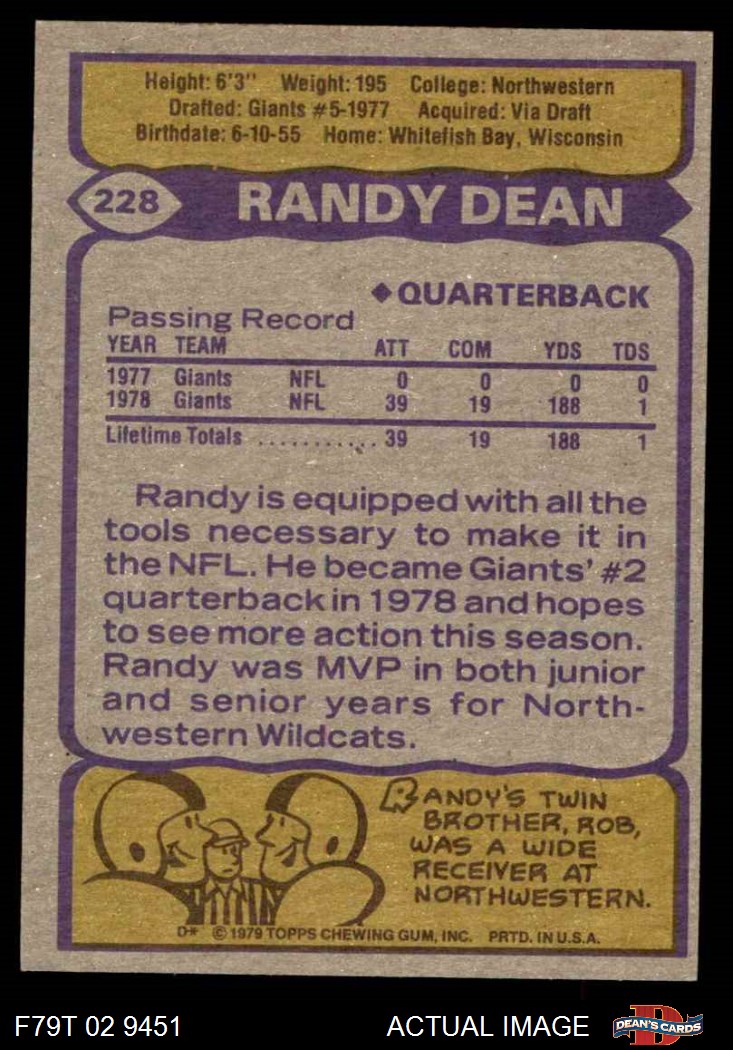 Height: 6'3" Weight: 195 College: Northwestern
Drafted: Giants #5-1977 Acquired: Via Draft
Birthdate: 6-10-55 Home: Whitefish Bay, Wisconsin
228 RANDY DEAN
◆QUARTERBACK
Passing Record
YEAR TEAM ATT COM YDS TDS
1977 Giants NFL 0 0 0 0
1978 Giants NFL 39 19 188 1
Lifetime Totals ........... 39 19 188 1
Randy is equipped with all the
tools necessary to make it in
the NFL. He became Giants' #2
quarterback in 1978 and hopes
to see more action this season.
Randy was MVP in both junior
and senior years for North-
western Wildcats.
RANDY'S TWIN
BROTHER, ROB,
WAS A WIDE
RECEIVER AT
NORTHWESTERN.
D* © 1979 TOPPS CHEWING GUM, INC. PRTD. IN U.S.A.
F79T 02 9451 ACTUAL IMAGE D DEAN'S CARDS